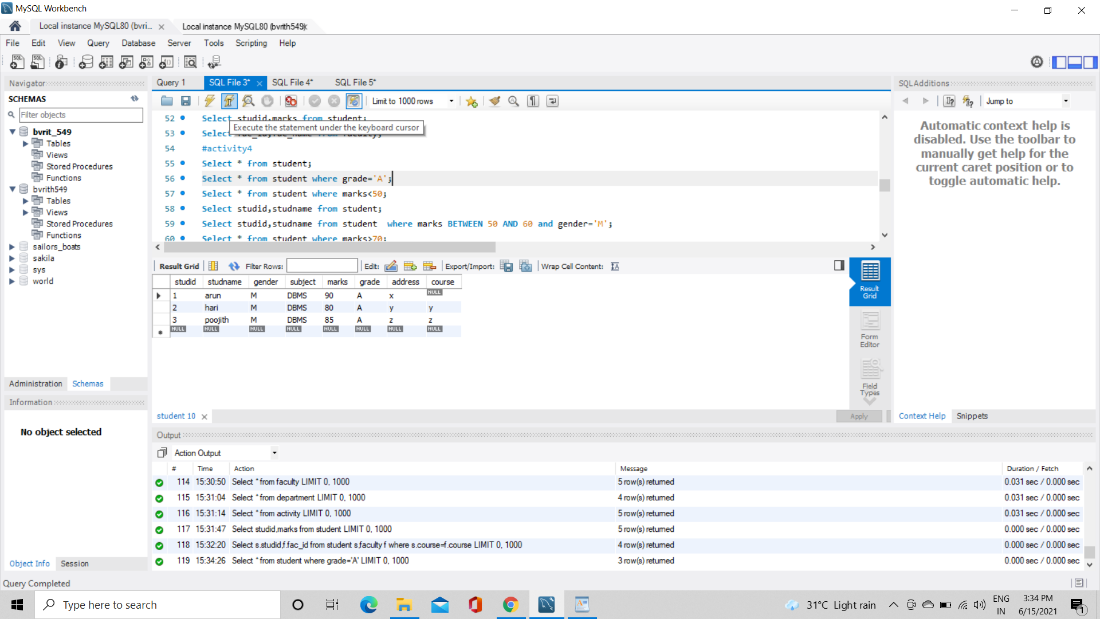 MySQL Workbench
Local instance MySQL80 (bvri... × Local instance MySQL80 (bvrith549) ×
File Edit View Query Database Server Tools Scripting Help
Navigator
SCHEMAS
Filter objects
bvrit_549
Tables
Views
Stored Procedures
Functions
bvrith549
Tables
Views
Stored Procedures
Functions
sailors_boats
sakila
sys
world
Administration Schemas
Information
No object selected
Object Info Session
Query 1 SQL File 3* × SQL File 4* SQL File 5*
Limit to 1000 rows
52 Select studid,marks from student;
Execute the statement under the keyboard cursor
53 Select
54 #activity4
55 Select * from student;
56 Select * from student where grade='A';
57 Select * from student where marks<50;
58 Select studid,studname from student;
59 Select studid,studname from student where marks BETWEEN 50 AND 60 and gender='M';
60 Select * from student where marks>70;
Result Grid Filter Rows: Edit: Export/Import: Wrap Cell Content:
studid studname gender subject marks grade address course
1 arun M DBMS 90 A x NULL
2 hari M DBMS 80 A y y
3 poojith M DBMS 85 A z z
NULL NULL NULL NULL NULL NULL NULL NULL
Result Grid
Form Editor
Field Types
student 10 × Apply
SQLAdditions
Jump to
Automatic context help is
disabled. Use the toolbar to
manually get help for the
current caret position or to
toggle automatic help.
Context Help Snippets
Output
Action Output
# Time Action Message Duration / Fetch
114 15:30:50 Select * from faculty LIMIT 0, 1000 5 row(s) returned 0.031 sec / 0.000 sec
115 15:31:04 Select * from department LIMIT 0, 1000 4 row(s) returned 0.031 sec / 0.000 sec
116 15:31:14 Select * from activity LIMIT 0, 1000 5 row(s) returned 0.031 sec / 0.000 sec
117 15:31:47 Select studid,marks from student LIMIT 0, 1000 5 row(s) returned 0.000 sec / 0.000 sec
118 15:32:20 Select s.studid,f.fac_id from student s,faculty f where s.course=f.course LIMIT 0, 1000 4 row(s) returned 0.000 sec / 0.000 sec
119 15:34:26 Select * from student where grade='A' LIMIT 0, 1000 3 row(s) returned 0.000 sec / 0.000 sec
Query Completed
Type here to search
31°C Light rain
ENG
IN
3:34 PM
6/15/2021
1